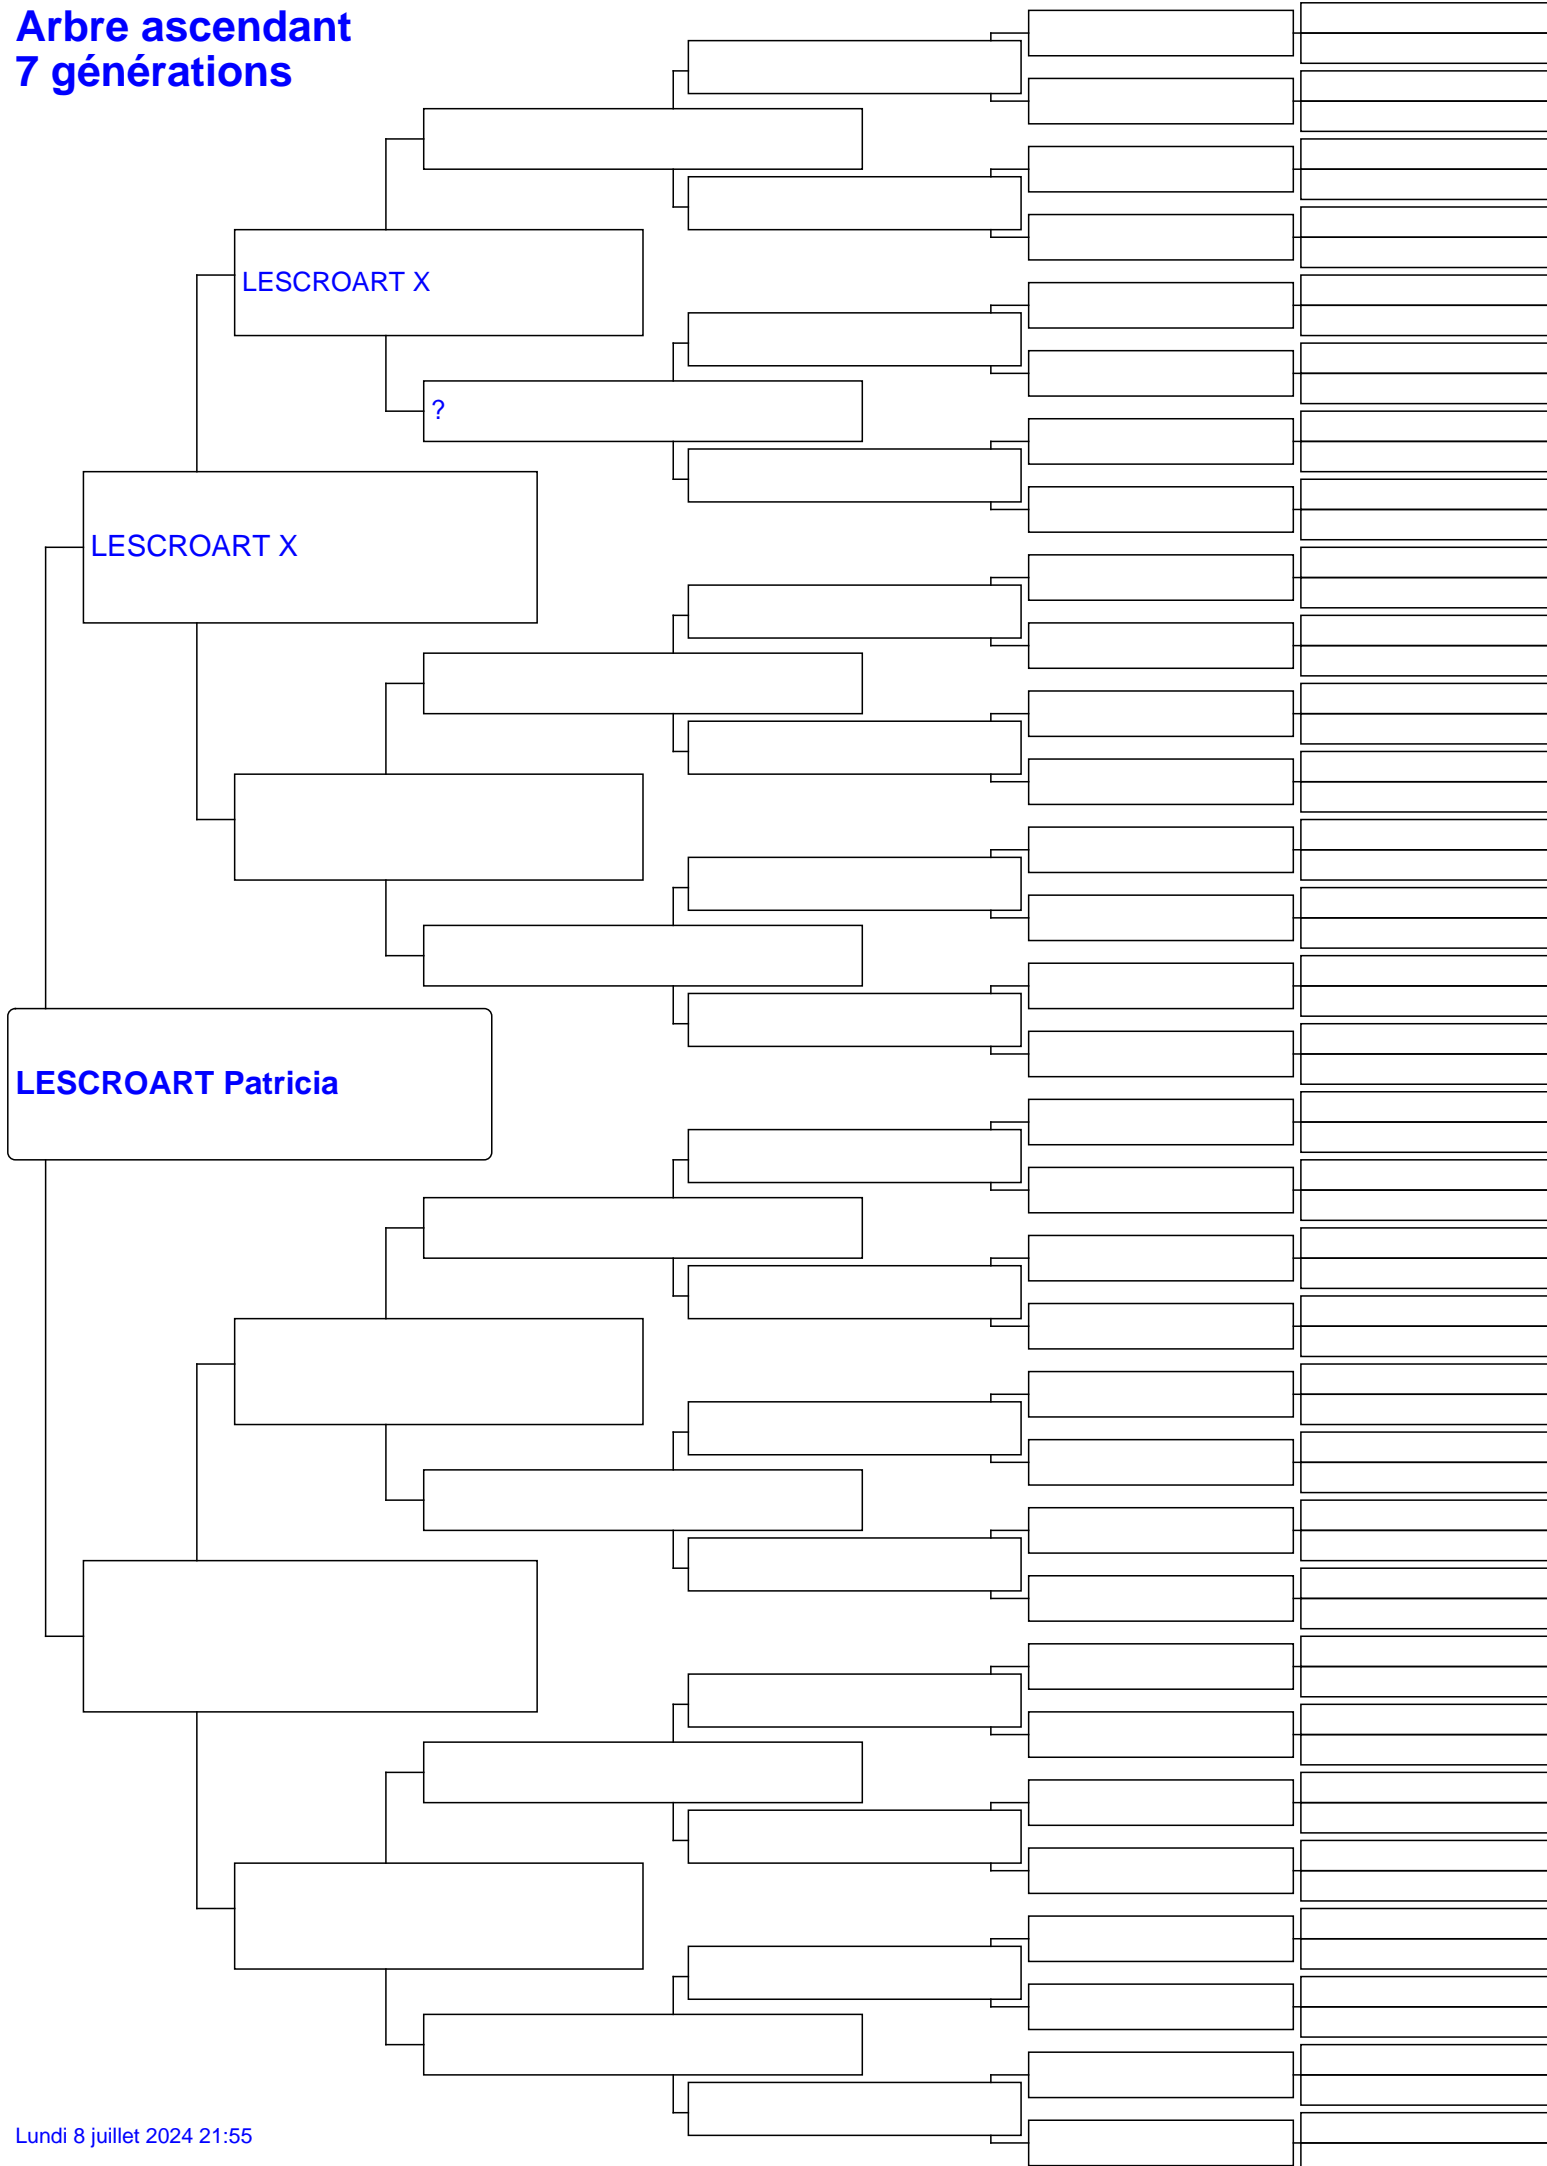 Arbre ascendant
7 générations
LESCROART X
?
LESCROART X
LESCROART Patricia
Lundi 8 juillet 2024 21:55